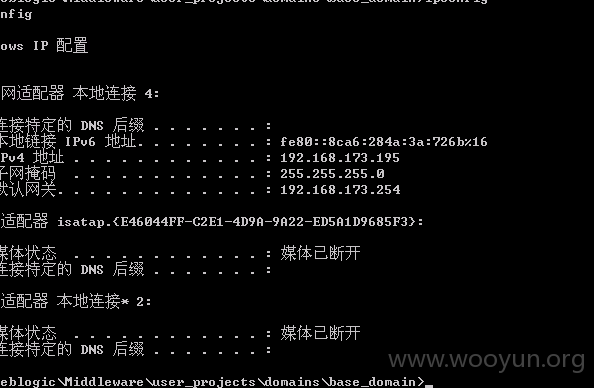 eblogic\Middleware\user_projects\domains\base_domain>ipconfig
nfig
ows IP 配置
网适配器 本地连接 4:
连接特定的 DNS 后缀 . . . . . . . :
本地链接 IPv6 地址. . . . . . . . : fe80::8ca6:284a:3a:726b%16
IPv4 地址 . . . . . . . . . . . . : 192.168.173.195
子网掩码 . . . . . . . . . . . . : 255.255.255.0
默认网关. . . . . . . . . . . . . : 192.168.173.254
适配器 isatap.{E46044FF-C2E1-4D9A-9A22-ED5A1D9685F3}:
媒体状态 . . . . . . . . . . . . : 媒体已断开
连接特定的 DNS 后缀 . . . . . . . :
适配器 本地连接* 2:
媒体状态 . . . . . . . . . . . . : 媒体已断开
连接特定的 DNS 后缀 . . . . . . . :
www.wooyun.org
eblogic\Middleware\user_projects\domains\base_domain>